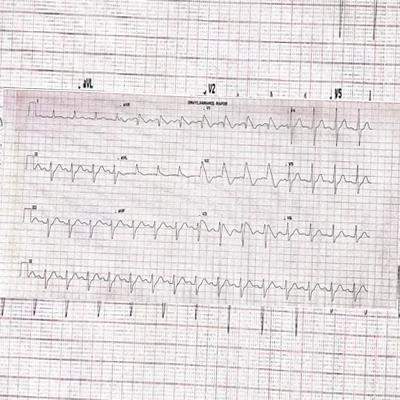 aVL V2 V5
I aVR V1 V4
II aVL V2 V5
III aVF V3 V6
II